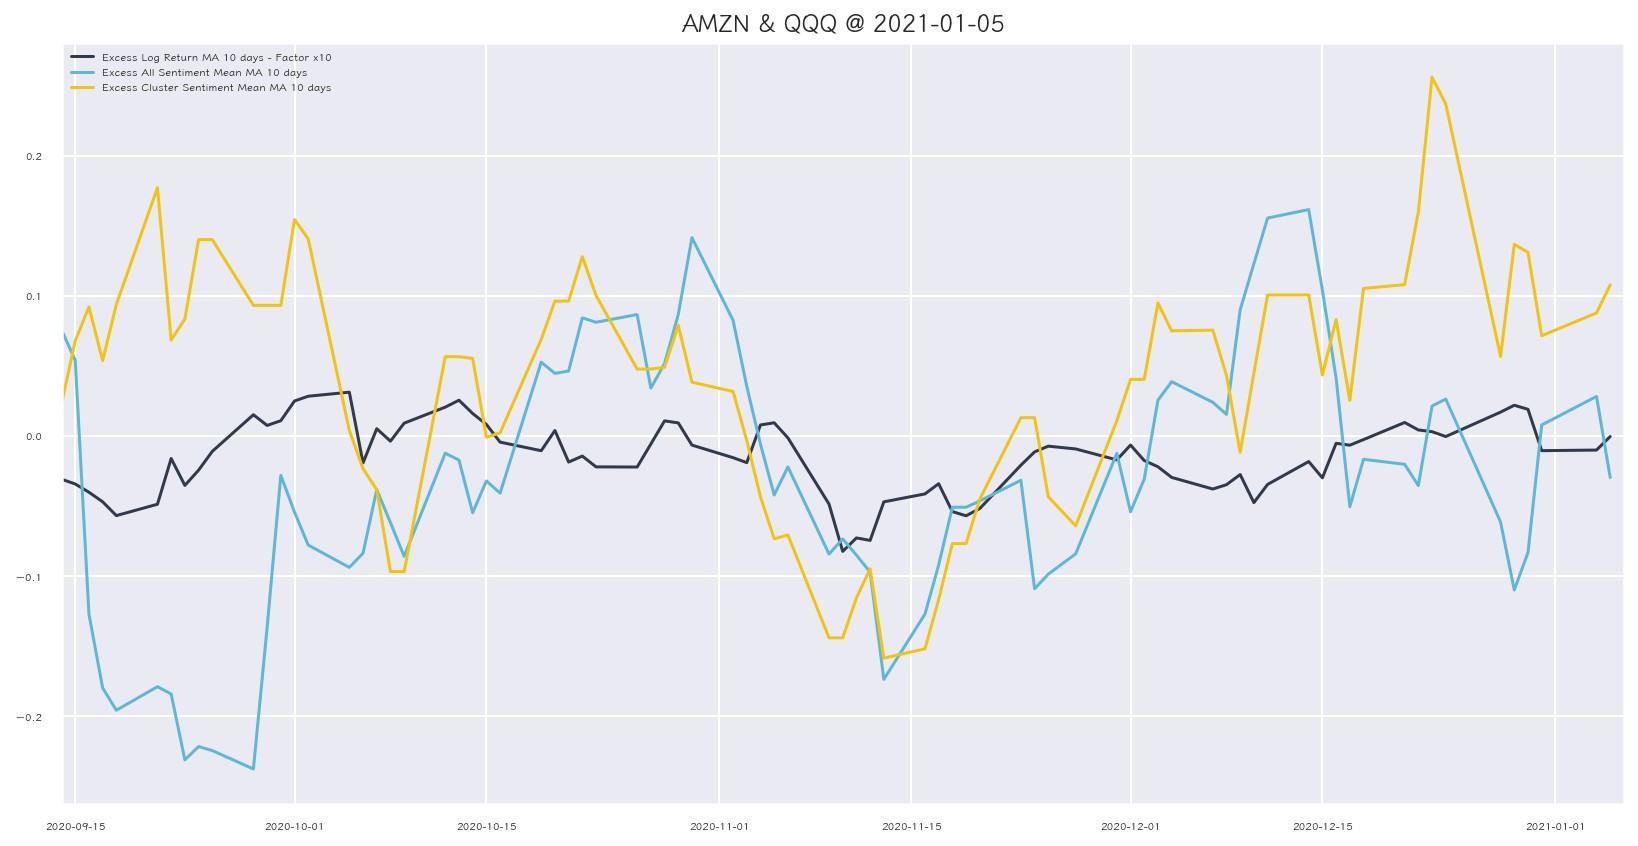 AMZN & QQQ @ 2021-01-05
Excess Log Return MA 10 days - Factor x10
Excess All Sentiment Mean MA 10 days
Excess Cluster Sentiment Mean MA 10 days
0.2
0.1
0.0
−0.1
−0.2
2020-09-15 2020-10-01 2020-10-15 2020-11-01 2020-11-15 2020-12-01 2020-12-15 2021-01-01